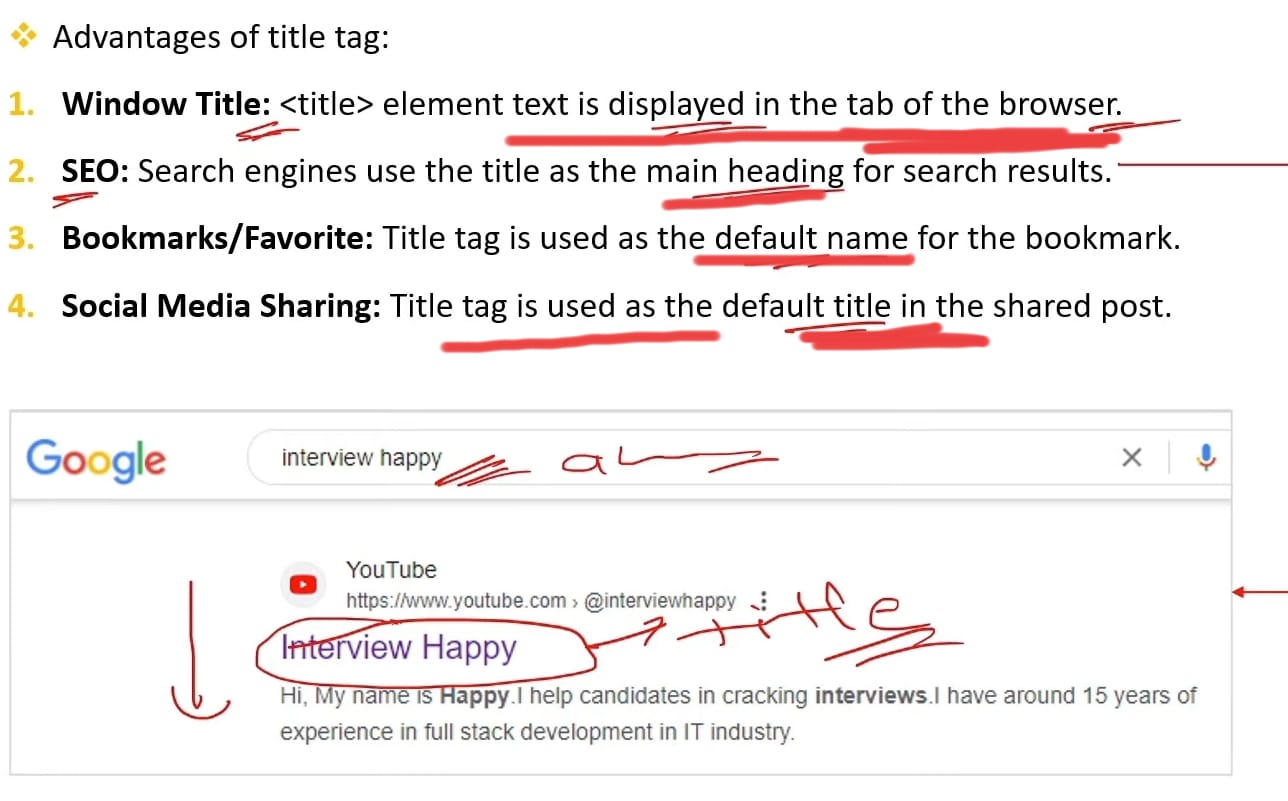 Advantages of title tag:
1. Window Title: <title> element text is displayed in the tab of the browser.
2. SEO: Search engines use the title as the main heading for search results.
3. Bookmarks/Favorite: Title tag is used as the default name for the bookmark.
4. Social Media Sharing: Title tag is used as the default title in the shared post.
Google
interview happy
YouTube
https://www.youtube.com › @interviewhappy
Interview Happy
title
Hi, My name is Happy.I help candidates in cracking interviews.I have around 15 years of
experience in full stack development in IT industry.